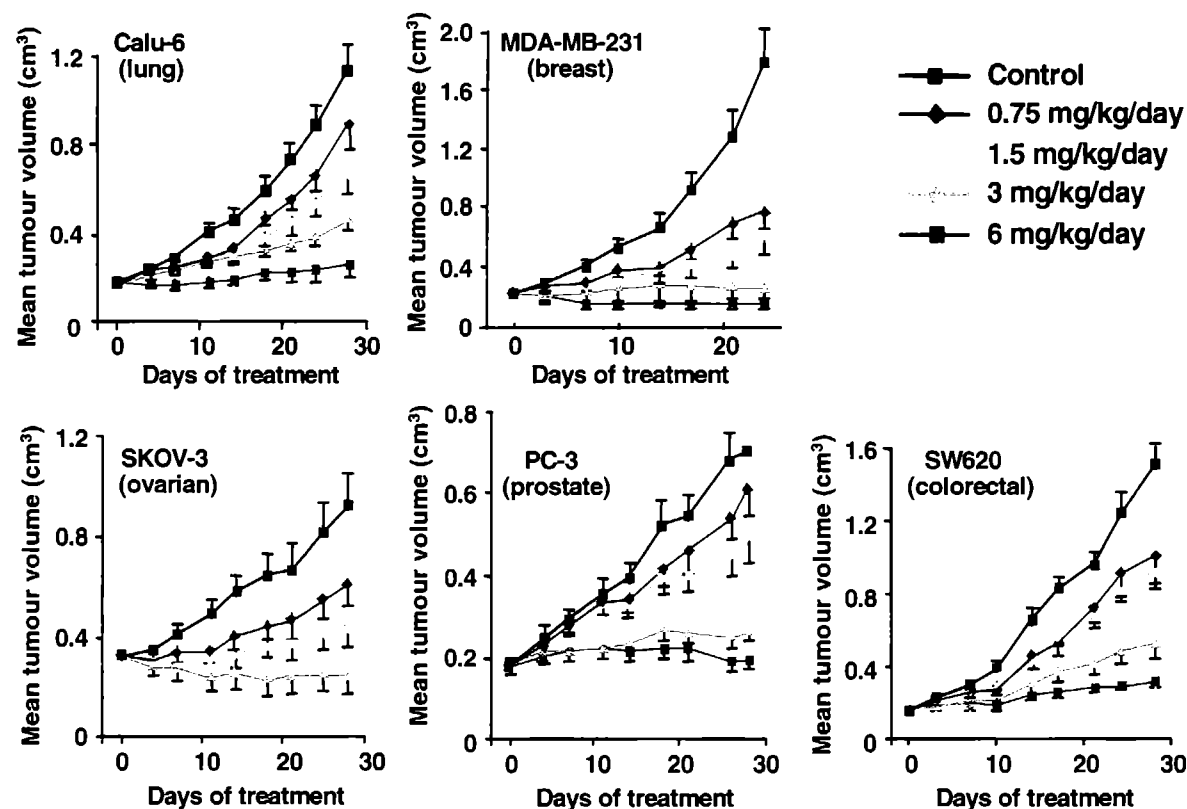 Calu-6
(lung)
Mean tumour volume (cm³)
1.2
0.8
0.4
0
0 10 20 30
Days of treatment
MDA-MB-231
(breast)
Mean tumour volume (cm³)
2.0
1.6
1.2
0.8
0.4
0
0 10 20
Days of treatment
Control
0.75 mg/kg/day
1.5 mg/kg/day
3 mg/kg/day
6 mg/kg/day
SKOV-3
(ovarian)
Mean tumour volume (cm³)
1.2
0.8
0.4
0
0 10 20 30
Days of treatment
PC-3
(prostate)
Mean tumour volume (cm³)
0.8
0.6
0.4
0.2
0
0 10 20 30
Days of treatment
SW620
(colorectal)
Mean tumour volume (cm³)
1.6
1.2
0.8
0.4
0
0 10 20 30
Days of treatment